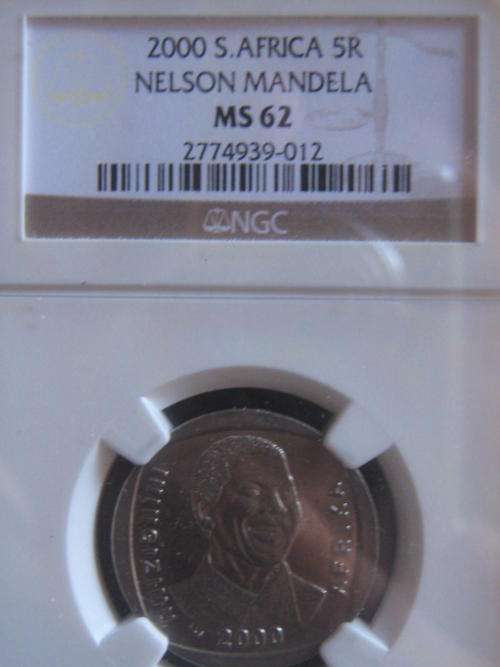 2000 S.AFRICA 5R
NELSON MANDELA
MS 62
2774939-012
NGC
AFRIKA
2000